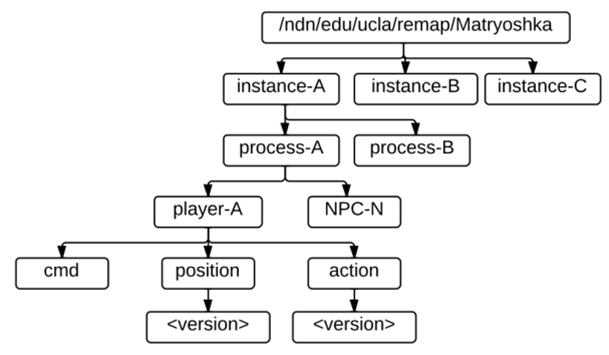 /ndn/edu/ucla/remap/Matryoshka
instance-A
instance-B
instance-C
process-A
process-B
player-A
NPC-N
cmd
position
action
<version>
<version>